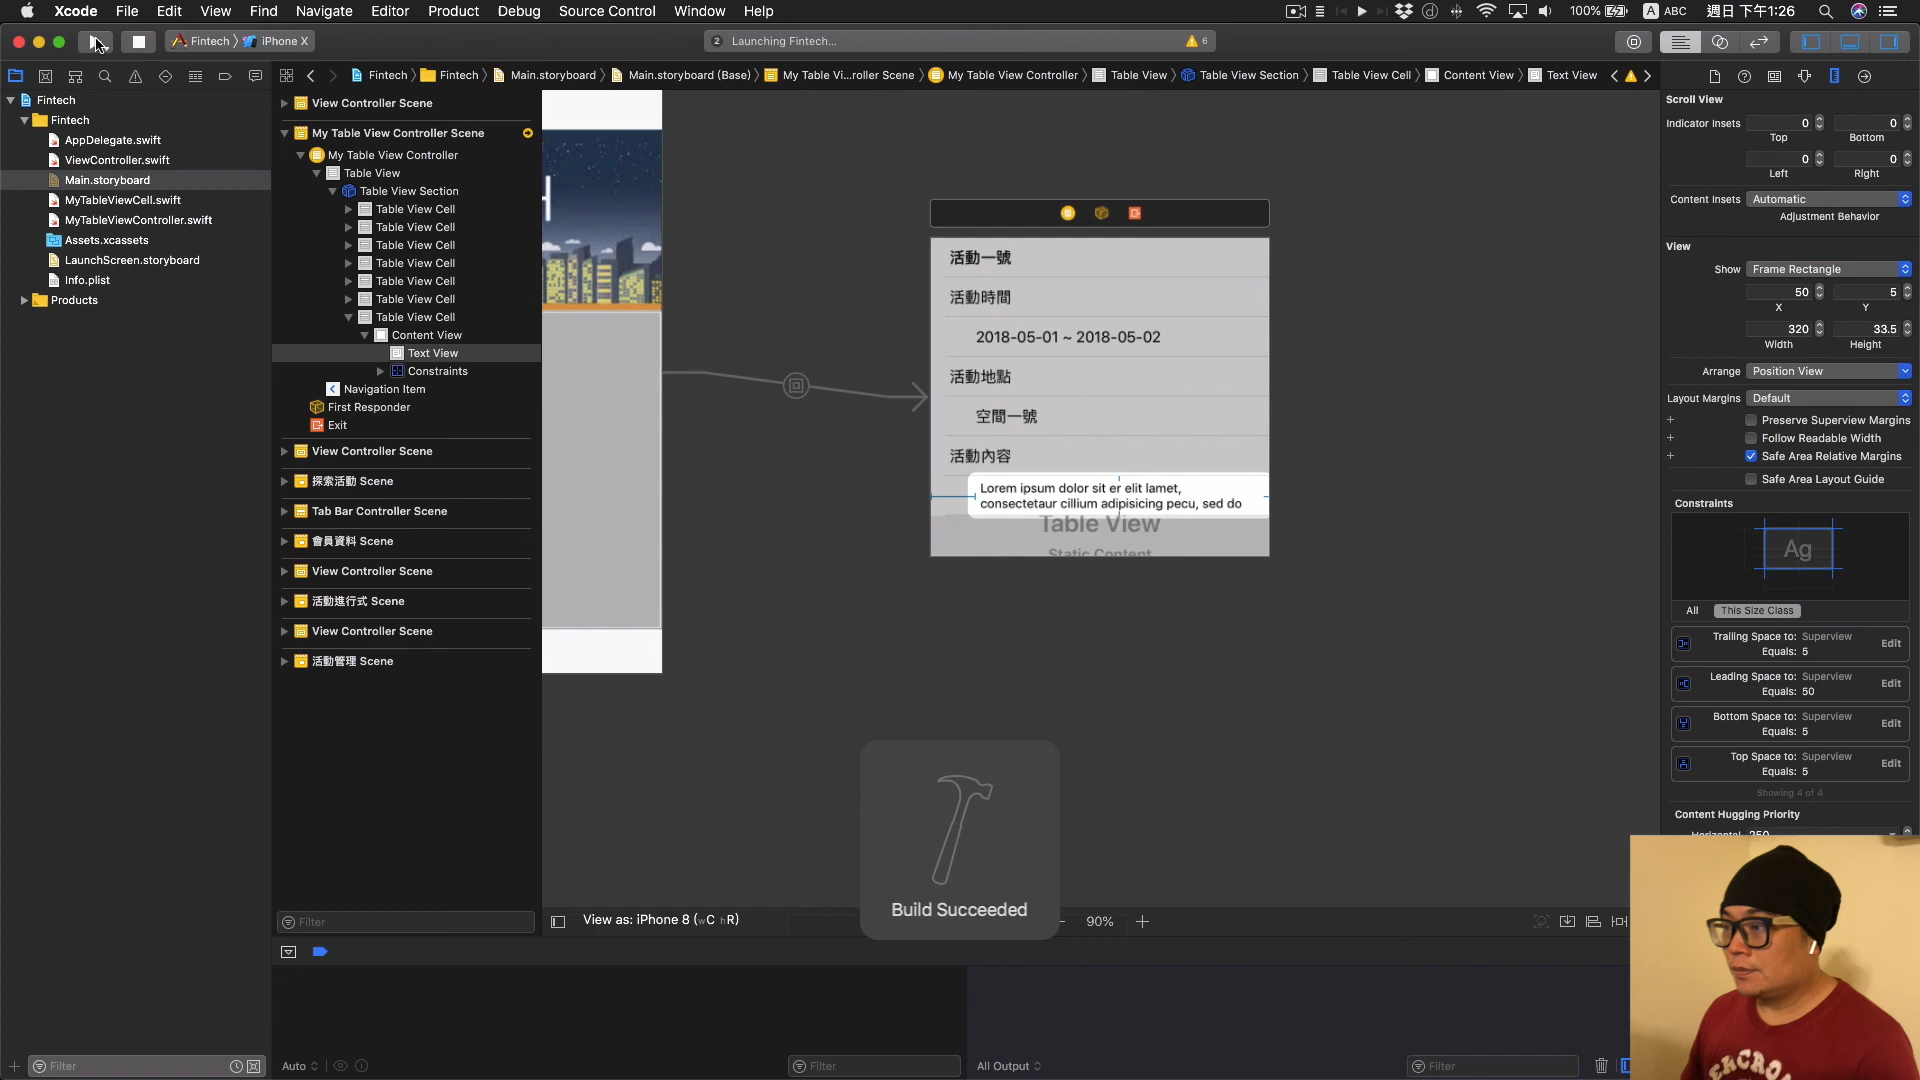 Xcode File Edit View Find Navigate Editor Product Debug Source Control Window Help
100% A ABC 週日 下午1:26
Fintech 〉 iPhone X
2 Launching Fintech... 6
Fintech 〉 Fintech 〉 Main.storyboard 〉 Main.storyboard (Base) 〉 My Table Vi...roller Scene 〉 My Table View Controller 〉 Table View 〉 Table View Section 〉 Table View Cell 〉 Content View 〉 Text View
Fintech
Fintech
AppDelegate.swift
ViewController.swift
Main.storyboard
MyTableViewCell.swift
MyTableViewController.swift
Assets.xcassets
LaunchScreen.storyboard
Info.plist
Products
Filter
View Controller Scene
My Table View Controller Scene
My Table View Controller
Table View
Table View Section
Table View Cell
Table View Cell
Table View Cell
Table View Cell
Table View Cell
Table View Cell
Table View Cell
Content View
Text View
Constraints
Navigation Item
First Responder
Exit
View Controller Scene
探索活動 Scene
Tab Bar Controller Scene
會員資料 Scene
View Controller Scene
活動進行式 Scene
View Controller Scene
活動管理 Scene
Filter
H
活動一號
活動時間
2018-05-01 ~ 2018-05-02
活動地點
空間一號
活動內容
Lorem ipsum dolor sit er elit lamet,
consectetaur cillium adipisicing pecu, sed do
Table View
Static Content
Build Succeeded
View as: iPhone 8 (wC hR)
90%
Auto
Filter
All Output
Filter
Scroll View
Indicator Insets 0 0
Top Bottom
0 0
Left Right
Content Insets Automatic
Adjustment Behavior
View
Show Frame Rectangle
50 5
X Y
320 33.5
Width Height
Arrange Position View
Layout Margins Default
Preserve Superview Margins
Follow Readable Width
Safe Area Relative Margins
Safe Area Layout Guide
Constraints
Ag
All This Size Class
Trailing Space to: Superview
Equals: 5 Edit
Leading Space to: Superview
Equals: 50 Edit
Bottom Space to: Superview
Equals: 5 Edit
Top Space to: Superview
Equals: 5 Edit
Showing 4 of 4
Content Hugging Priority
Horizontal 250